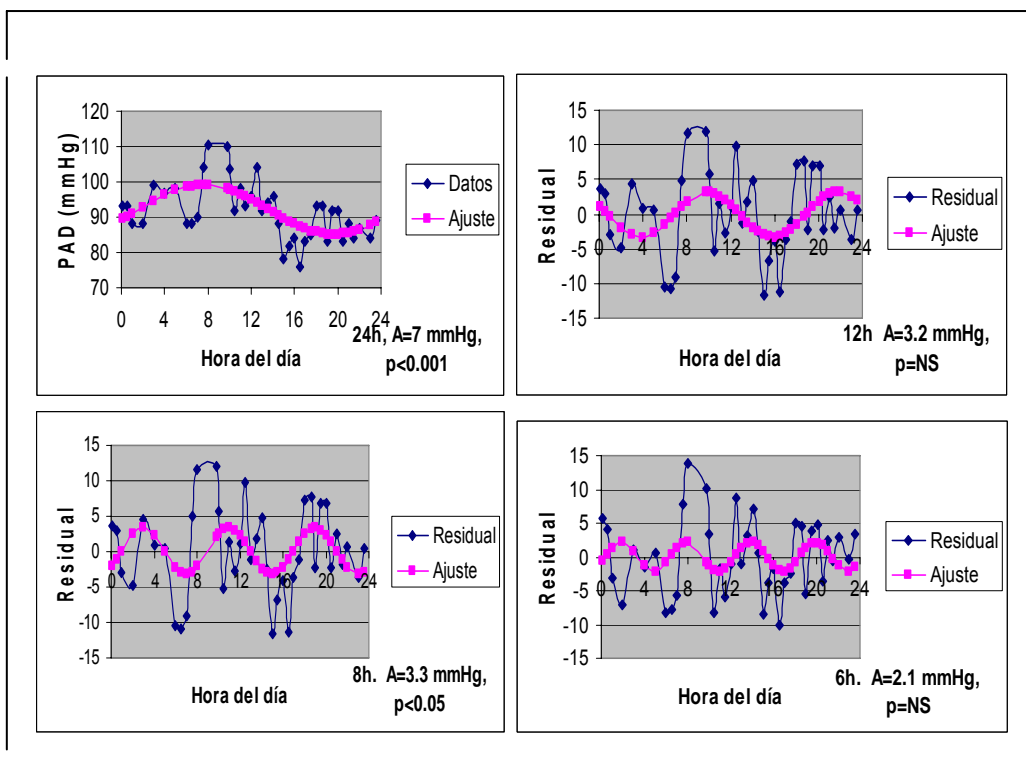 120
110
100
90
80
70
PAD (mmHg)
0 4 8 12 16 20 24
Hora del día
Datos
Ajuste
24h, A=7 mmHg,
p<0.001
15
10
5
0
-5
-10
-15
Residual
0 4 8 12 16 20 24
Hora del día
Residual
Ajuste
12h A=3.2 mmHg,
p=NS
15
10
5
0
-5
-10
-15
Residual
0 4 8 12 16 20 24
Hora del día
Residual
Ajuste
8h. A=3.3 mmHg,
p<0.05
15
10
5
0
-5
-10
-15
Residual
0 4 8 12 16 20 24
Hora del día
Residual
Ajuste
6h. A=2.1 mmHg,
p=NS